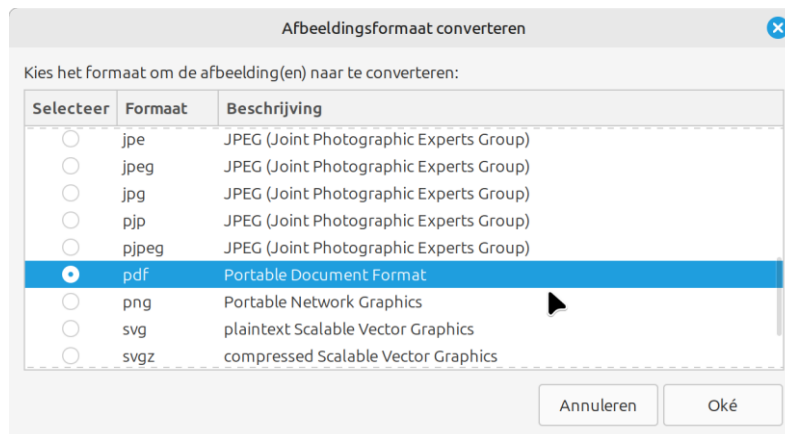 Afbeeldingsformaat converteren
Kies het formaat om de afbeelding(en) naar te converteren:
Selecteer Formaat Beschrijving
jpe JPEG (Joint Photographic Experts Group)
jpeg JPEG (Joint Photographic Experts Group)
jpg JPEG (Joint Photographic Experts Group)
pjp JPEG (Joint Photographic Experts Group)
pjpeg JPEG (Joint Photographic Experts Group)
pdf Portable Document Format
png Portable Network Graphics
svg plaintext Scalable Vector Graphics
svgz compressed Scalable Vector Graphics
Annuleren Oké